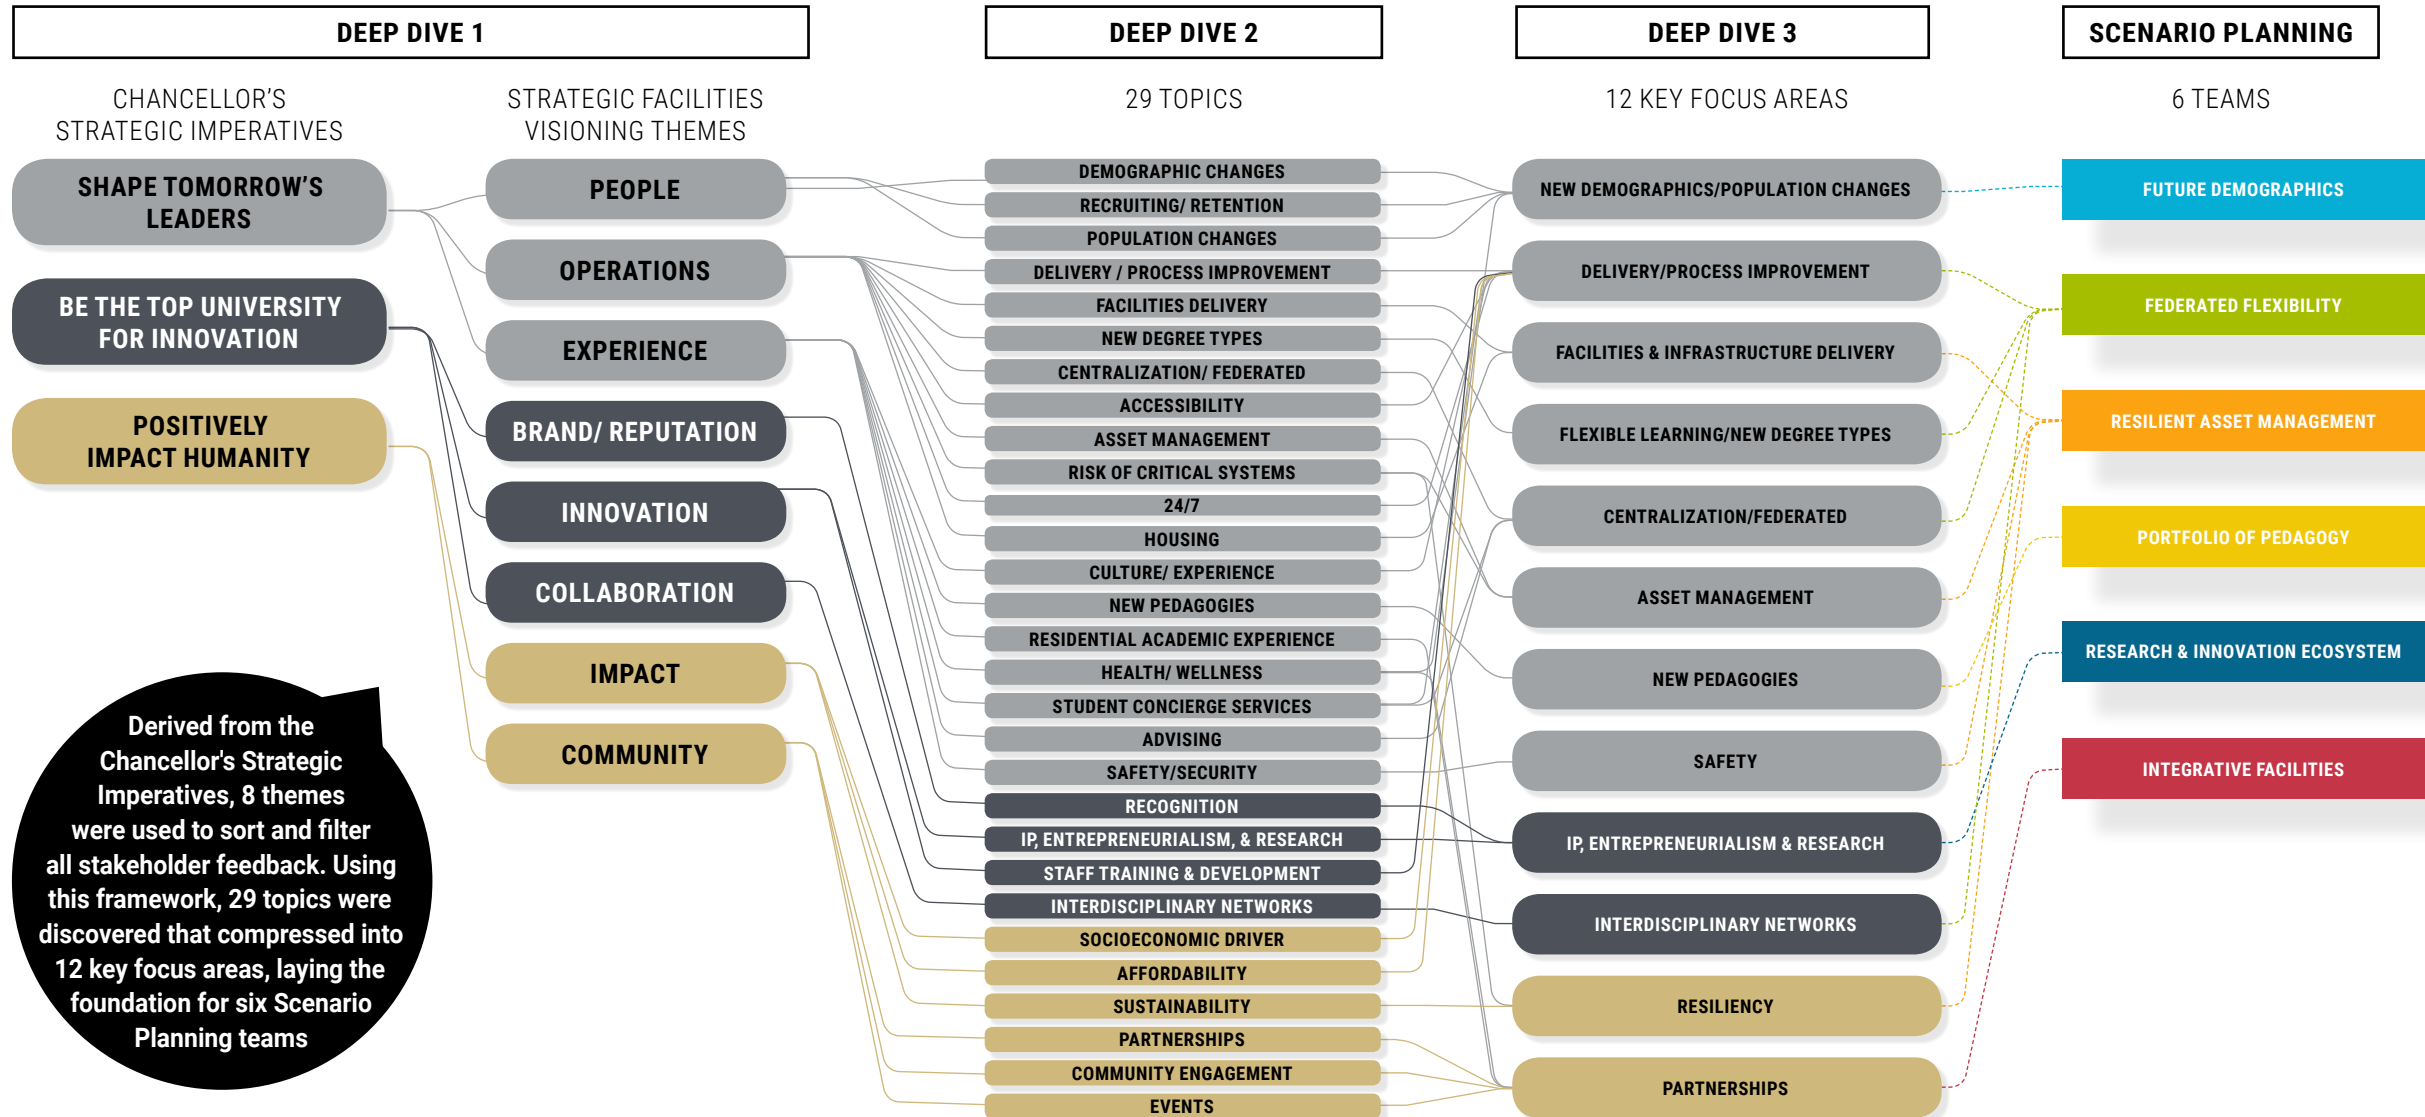 DEEP DIVE 1
DEEP DIVE 2
DEEP DIVE 3
SCENARIO PLANNING
CHANCELLOR'S
STRATEGIC IMPERATIVES
STRATEGIC FACILITIES
VISIONING THEMES
29 TOPICS
12 KEY FOCUS AREAS
6 TEAMS
SHAPE TOMORROW'S
LEADERS
BE THE TOP UNIVERSITY
FOR INNOVATION
POSITIVELY
IMPACT HUMANITY
PEOPLE
OPERATIONS
EXPERIENCE
BRAND/ REPUTATION
INNOVATION
COLLABORATION
IMPACT
COMMUNITY
DEMOGRAPHIC CHANGES
RECRUITING/ RETENTION
POPULATION CHANGES
DELIVERY / PROCESS IMPROVEMENT
FACILITIES DELIVERY
NEW DEGREE TYPES
CENTRALIZATION/ FEDERATED
ACCESSIBILITY
ASSET MANAGEMENT
RISK OF CRITICAL SYSTEMS
24/7
HOUSING
CULTURE/ EXPERIENCE
NEW PEDAGOGIES
RESIDENTIAL ACADEMIC EXPERIENCE
HEALTH/ WELLNESS
STUDENT CONCIERGE SERVICES
ADVISING
SAFETY/SECURITY
RECOGNITION
IP, ENTREPRENEURIALISM, & RESEARCH
STAFF TRAINING & DEVELOPMENT
INTERDISCIPLINARY NETWORKS
SOCIOECONOMIC DRIVER
AFFORDABILITY
SUSTAINABILITY
PARTNERSHIPS
COMMUNITY ENGAGEMENT
EVENTS
NEW DEMOGRAPHICS/POPULATION CHANGES
DELIVERY/PROCESS IMPROVEMENT
FACILITIES & INFRASTRUCTURE DELIVERY
FLEXIBLE LEARNING/NEW DEGREE TYPES
CENTRALIZATION/FEDERATED
ASSET MANAGEMENT
NEW PEDAGOGIES
SAFETY
IP, ENTREPRENEURIALISM & RESEARCH
INTERDISCIPLINARY NETWORKS
RESILIENCY
PARTNERSHIPS
FUTURE DEMOGRAPHICS
FEDERATED FLEXIBILITY
RESILIENT ASSET MANAGEMENT
PORTFOLIO OF PEDAGOGY
RESEARCH & INNOVATION ECOSYSTEM
INTEGRATIVE FACILITIES
Derived from the
Chancellor's Strategic
Imperatives, 8 themes
were used to sort and filter
all stakeholder feedback. Using
this framework, 29 topics were
discovered that compressed into
12 key focus areas, laying the
foundation for six Scenario
Planning teams